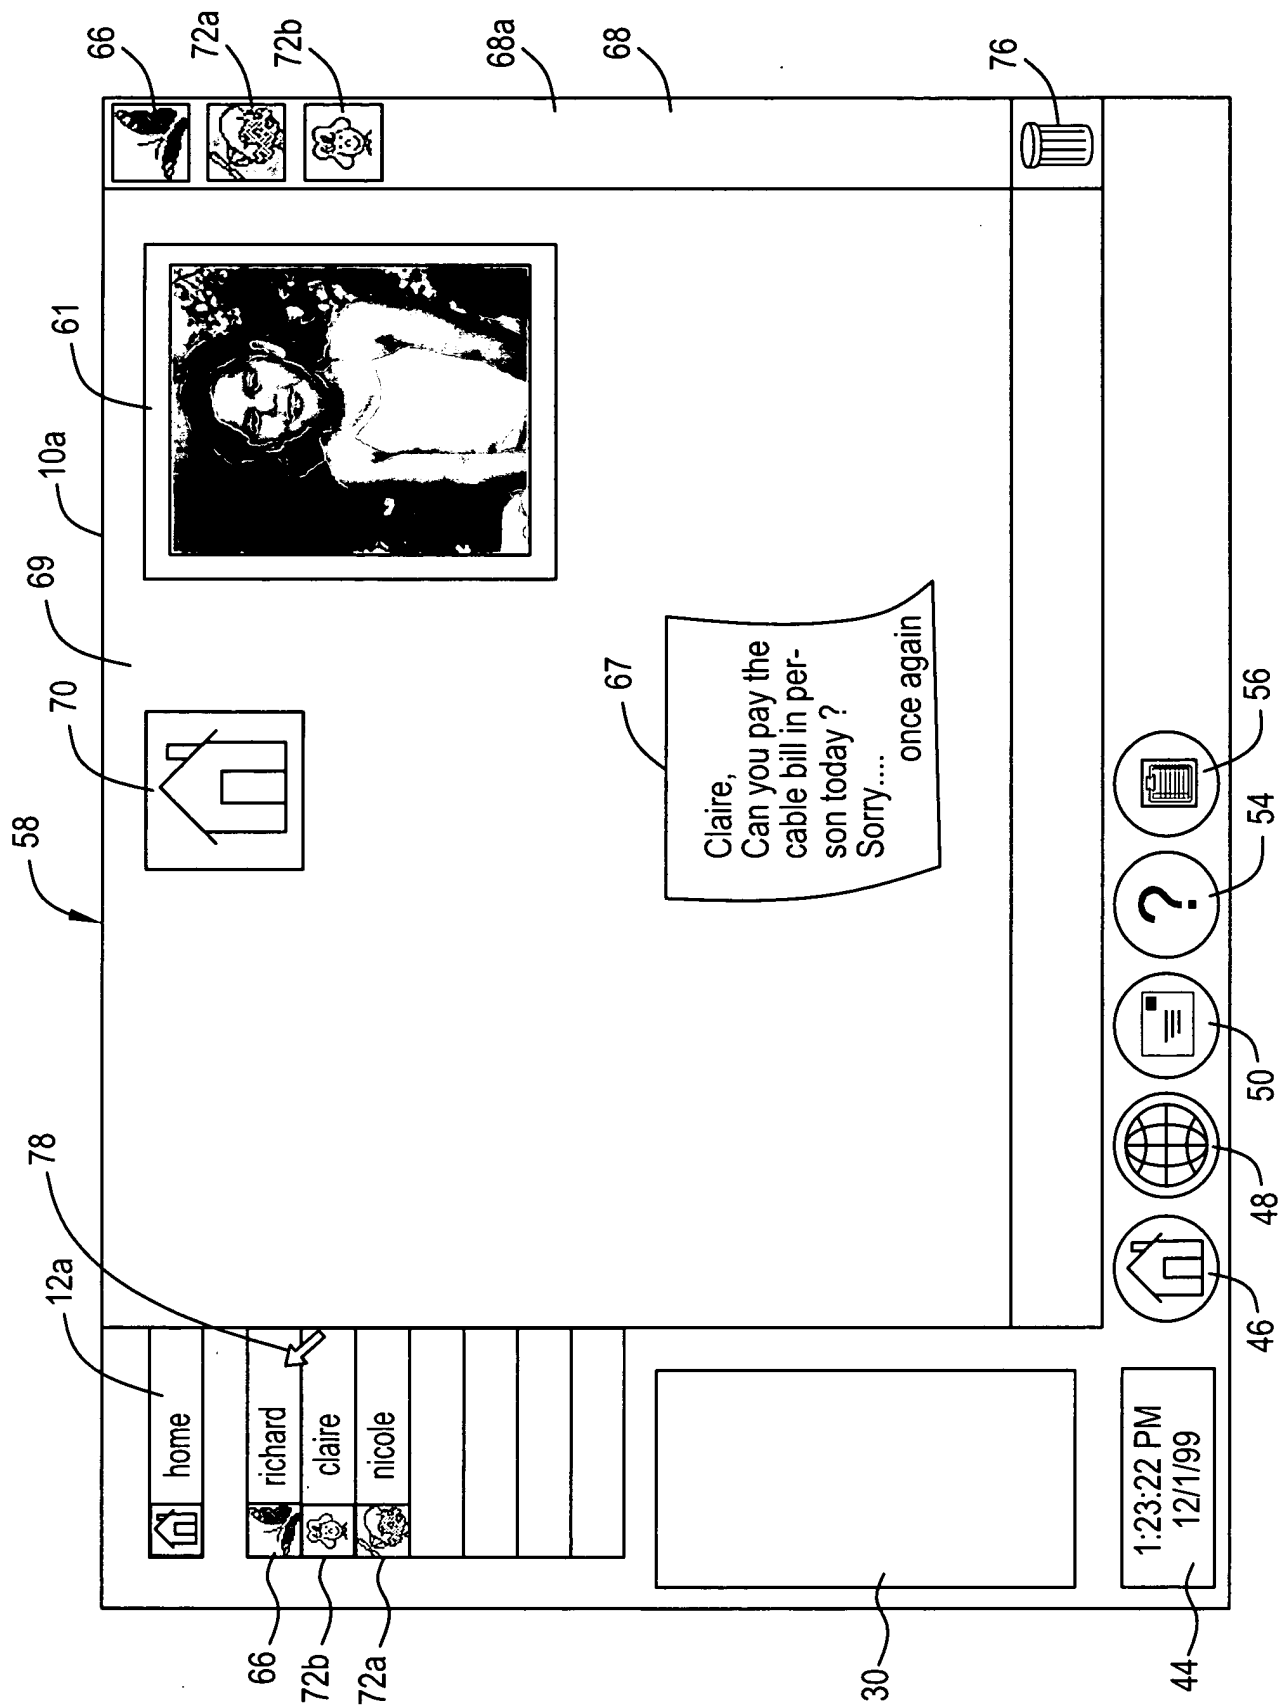 12a
78
58
70
69
10a
61
66
home
72a
66
richard
72b
72b
claire
72a
nicole
68a
68
67
Claire,
Can you pay the
cable bill in per-
son today ?
Sorry....
once again
30
76
1:23:22 PM
12/1/99
?
44
46
48
50
54
56